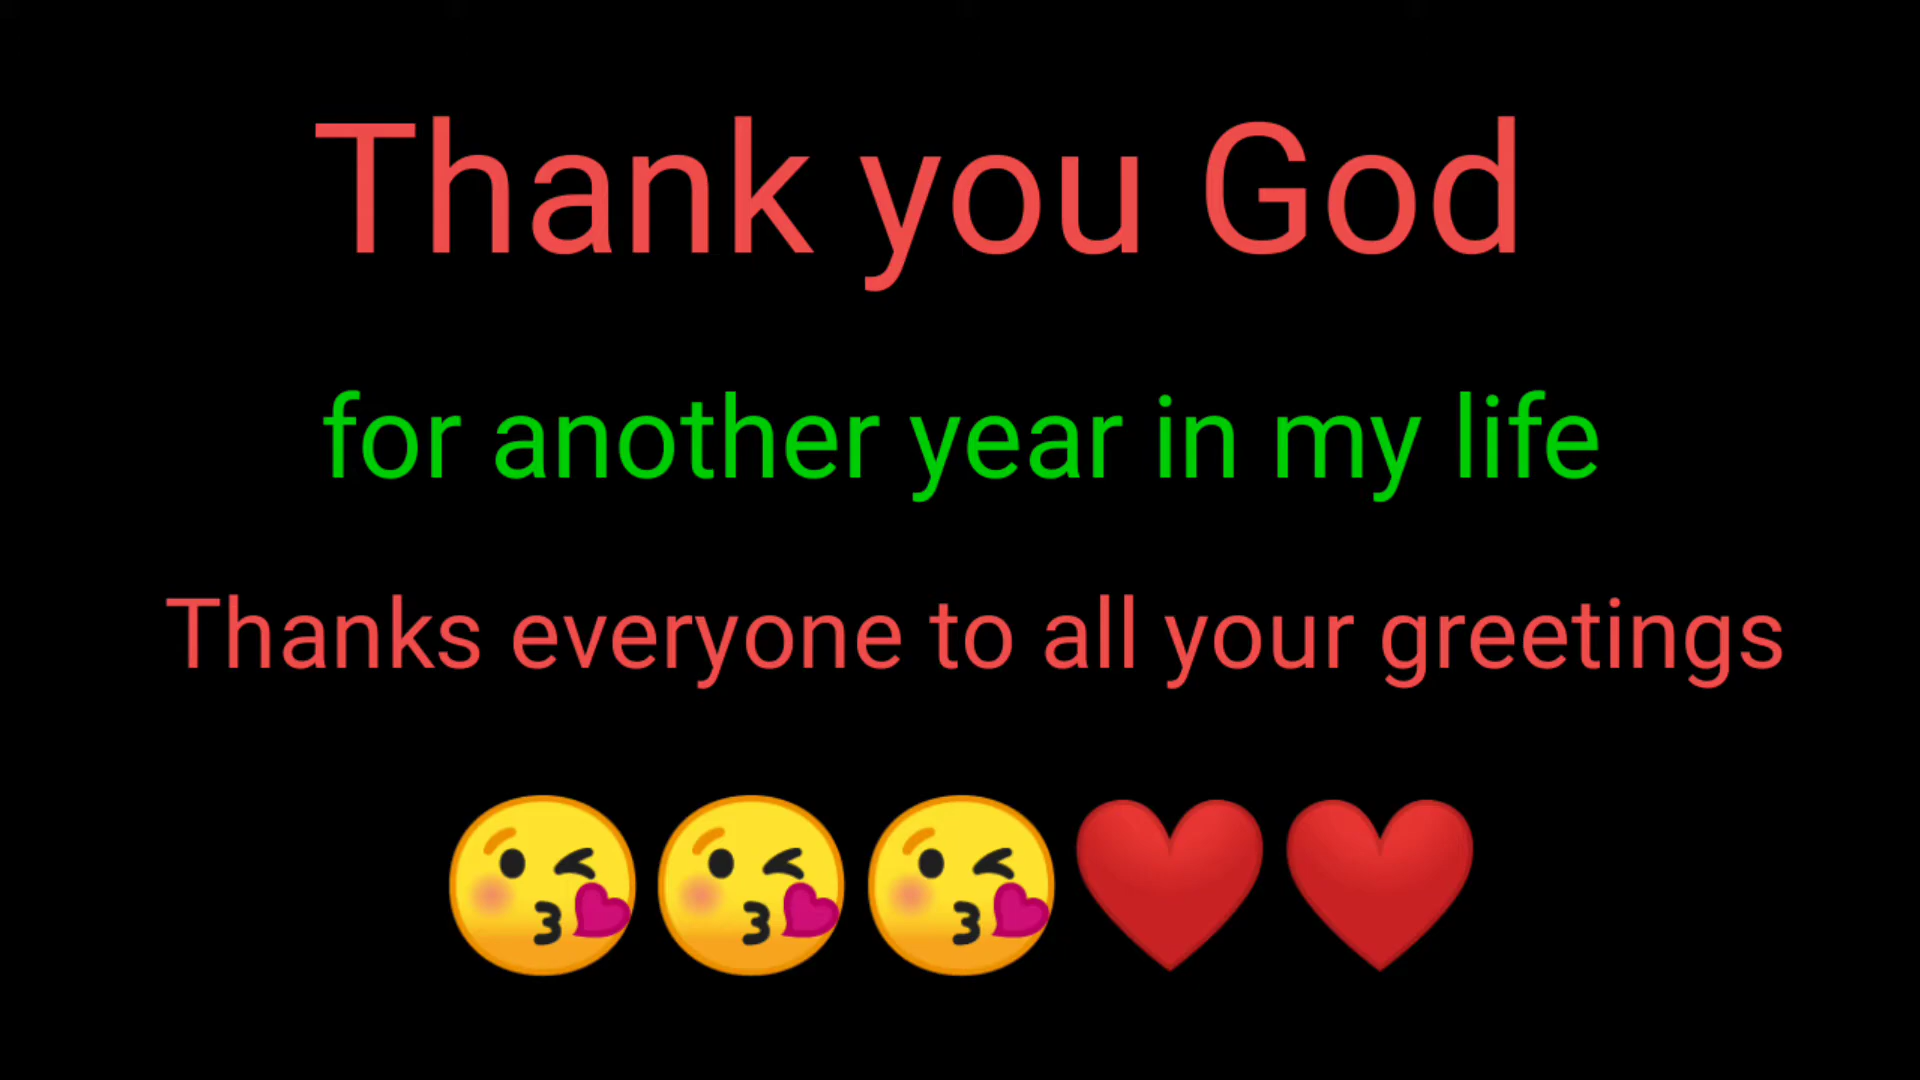 Thank you God
for another year in my life
Thanks everyone to all your greetings
😘😘😘❤️❤️